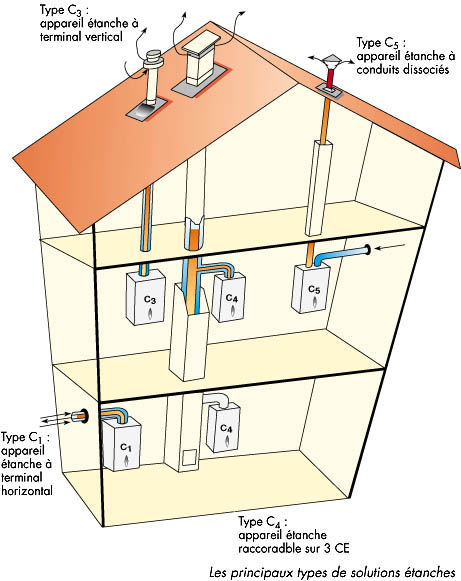 Type C3 :
appareil étanche à
terminal vertical
Type C5 :
appareil étanche à
conduits dissociés
C3
C4
C5
Type C1 :
appareil
étanche à
terminal
horizontal
C1
C4
Type C4 :
appareil étanche
raccoradble sur 3 CE
Les principaux types de solutions étanches